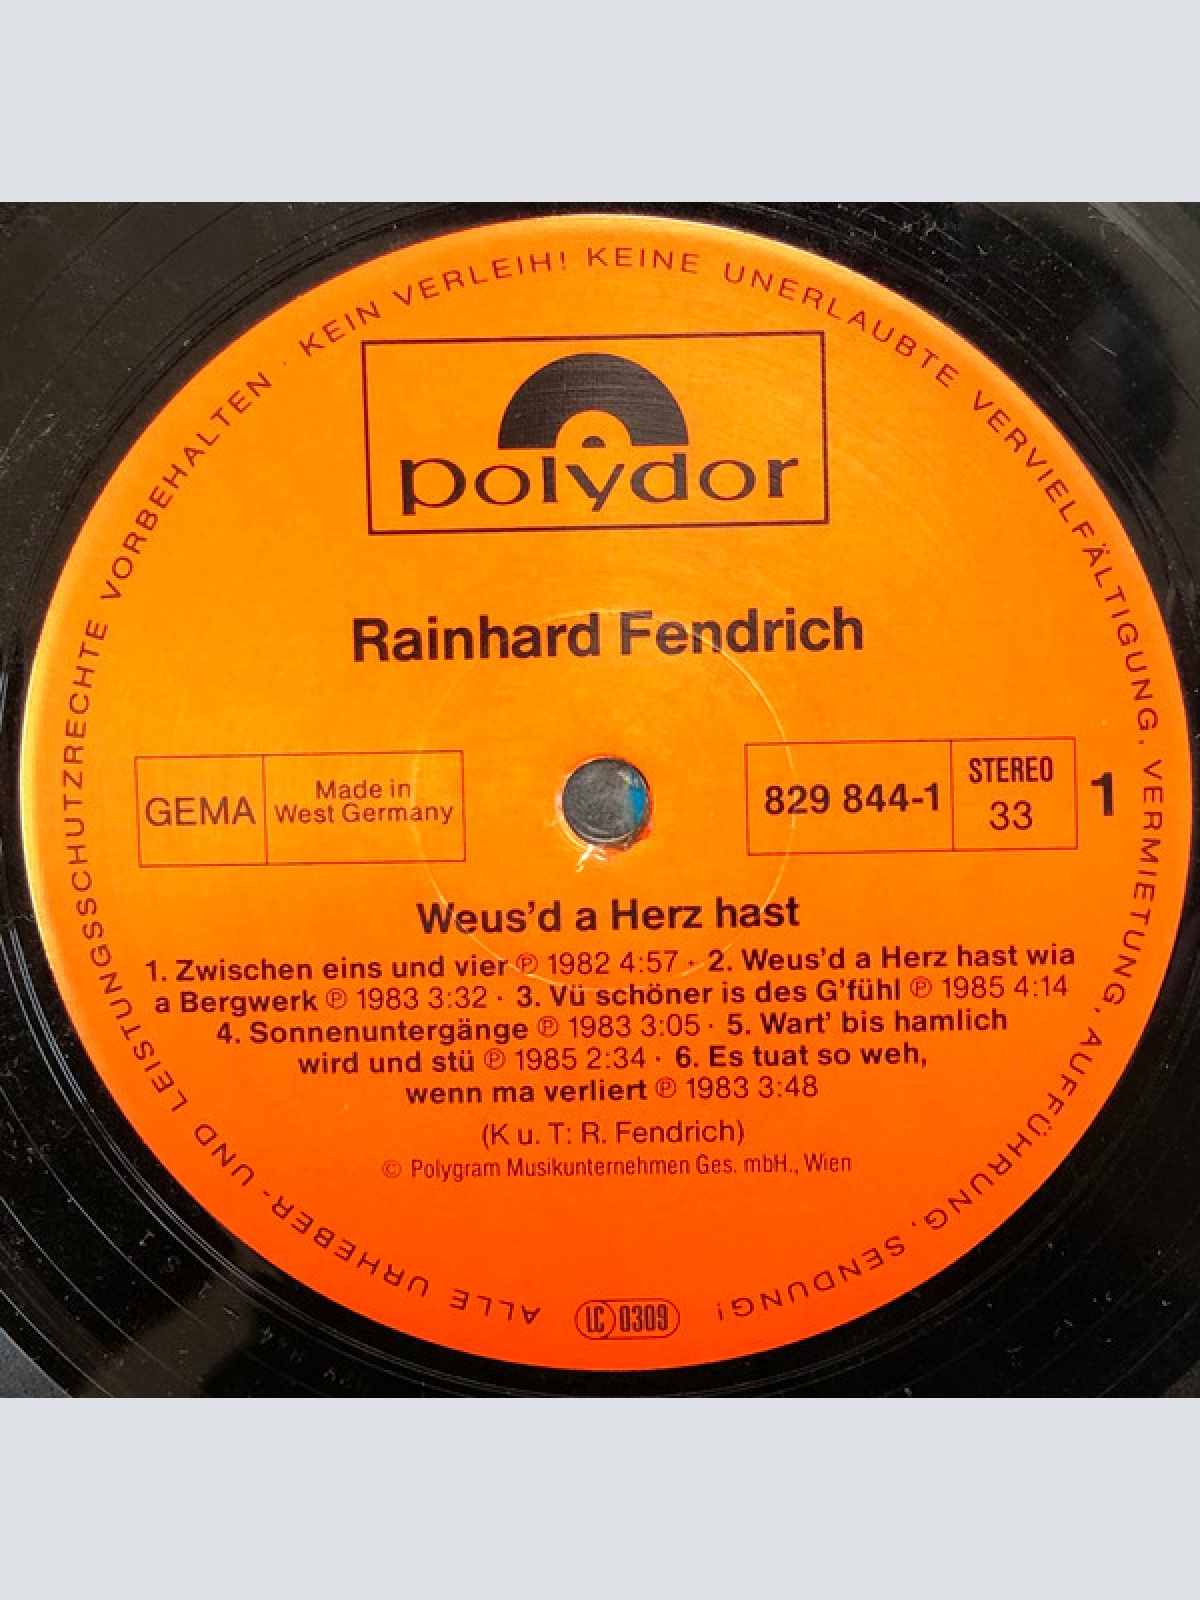 ALLE URHEBER- UND LEISTUNGSSCHUTZRECHTE VORBEHALTEN · KEIN VERLEIH! KEINE UNERLAUBTE VERVIELFÄLTIGUNG, VERMIETUNG, AUFFÜHRUNG, SENDUNG!
polydor
Rainhard Fendrich
GEMA
Made in
West Germany
829 844-1
STEREO
33
1
Weus'd a Herz hast
1. Zwischen eins und vier ℗ 1982 4:57 · 2. Weus'd a Herz hast wia
a Bergwerk ℗ 1983 3:32 · 3. Vü schöner is des G'fühl ℗ 1985 4:14
4. Sonnenuntergänge ℗ 1983 3:05 · 5. Wart' bis hamlich
wird und stü ℗ 1985 2:34 · 6. Es tuat so weh,
wenn ma verliert ℗ 1983 3:48
(K u. T: R. Fendrich)
© Polygram Musikunternehmen Ges. mbH., Wien
LC 0309